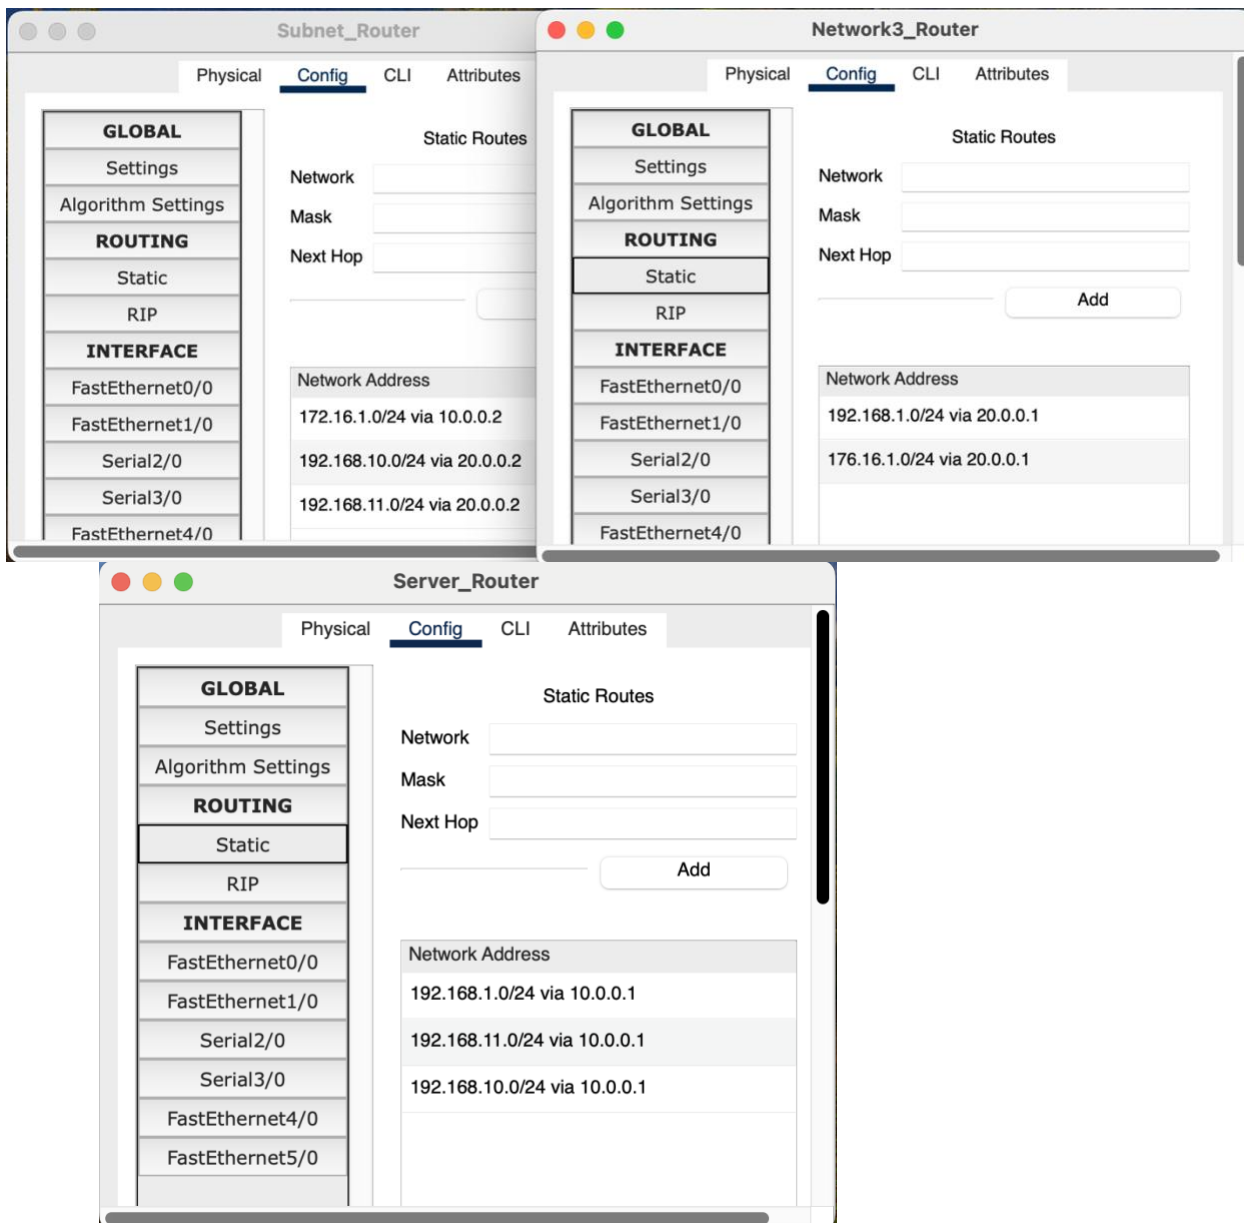 Subnet_Router
Physical Config CLI Attributes
GLOBAL
Settings
Algorithm Settings
ROUTING
Static
RIP
INTERFACE
FastEthernet0/0
FastEthernet1/0
Serial2/0
Serial3/0
FastEthernet4/0
Static Routes
Network
Mask
Next Hop
Network Address
172.16.1.0/24 via 10.0.0.2
192.168.10.0/24 via 20.0.0.2
192.168.11.0/24 via 20.0.0.2
Network3_Router
Physical Config CLI Attributes
GLOBAL
Settings
Algorithm Settings
ROUTING
Static
RIP
INTERFACE
FastEthernet0/0
FastEthernet1/0
Serial2/0
Serial3/0
FastEthernet4/0
Static Routes
Network
Mask
Next Hop
Add
Network Address
192.168.1.0/24 via 20.0.0.1
176.16.1.0/24 via 20.0.0.1
Server_Router
Physical Config CLI Attributes
GLOBAL
Settings
Algorithm Settings
ROUTING
Static
RIP
INTERFACE
FastEthernet0/0
FastEthernet1/0
Serial2/0
Serial3/0
FastEthernet4/0
FastEthernet5/0
Static Routes
Network
Mask
Next Hop
Add
Network Address
192.168.1.0/24 via 10.0.0.1
192.168.11.0/24 via 10.0.0.1
192.168.10.0/24 via 10.0.0.1